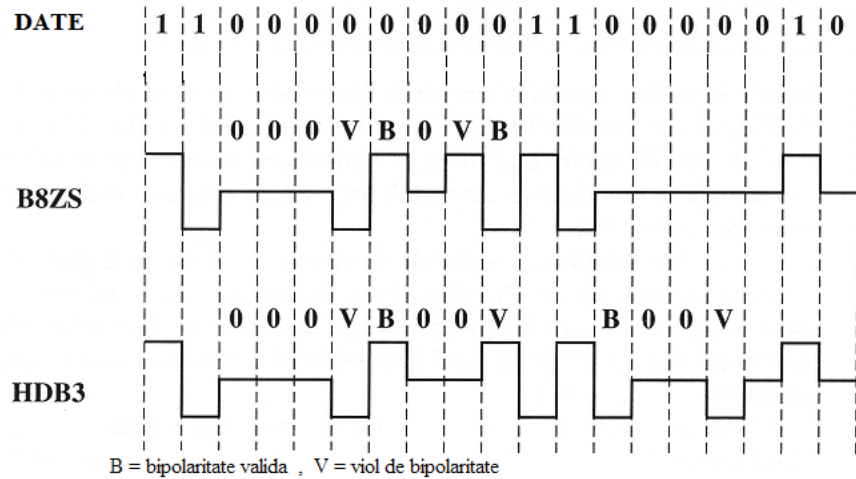 DATE 1 1 0 0 0 0 0 0 0 0 1 1 0 0 0 0 0 1 0
0 0 0 V B 0 V B
B8ZS
0 0 0 V B 0 0 V B 0 0 V
HDB3
B = bipolaritate valida , V = viol de bipolaritate